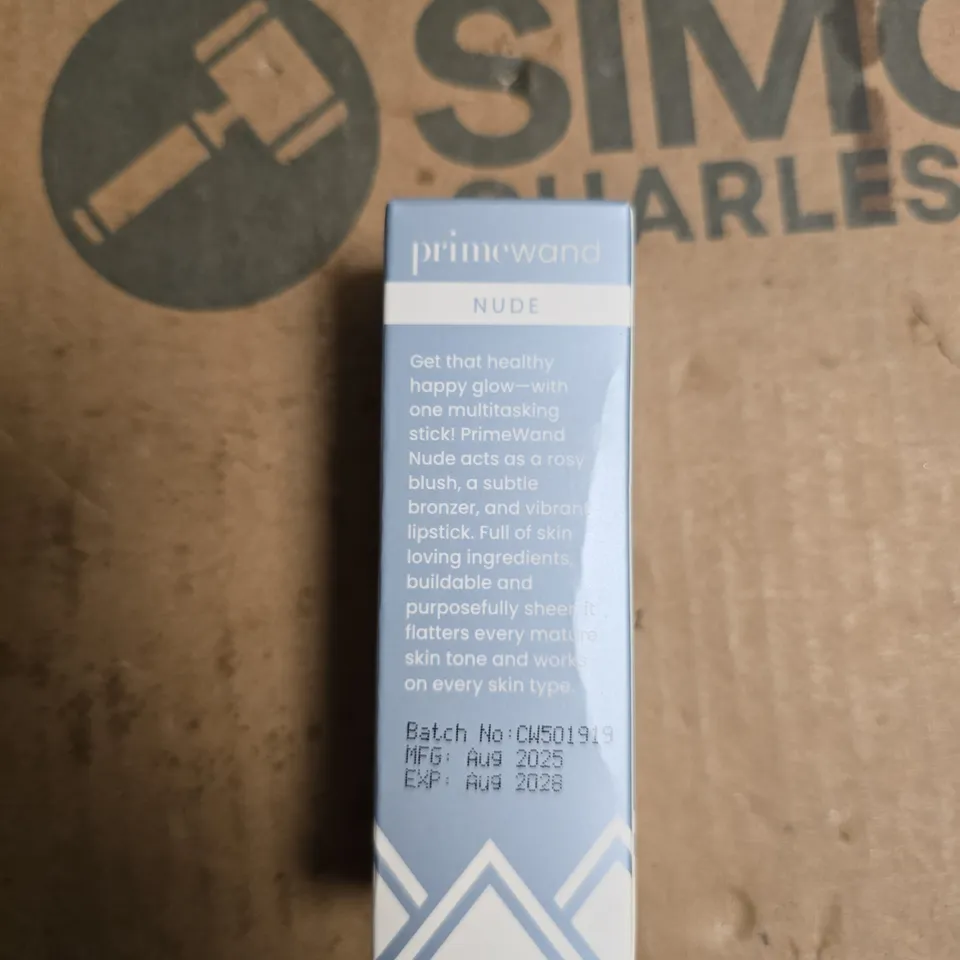 SIMO
CHARLES
primewand
NUDE
Get that healthy
happy glow—with
one multitasking
stick! PrimeWand
Nude acts as a rosy
blush, a subtle
bronzer, and vibrant
lipstick. Full of skin
loving ingredients,
buildable and
purposefully sheer it
flatters every mature
skin tone and works
on every skin type.
Batch No:CW501919
MFG: Aug 2025
EXP: Aug 2028